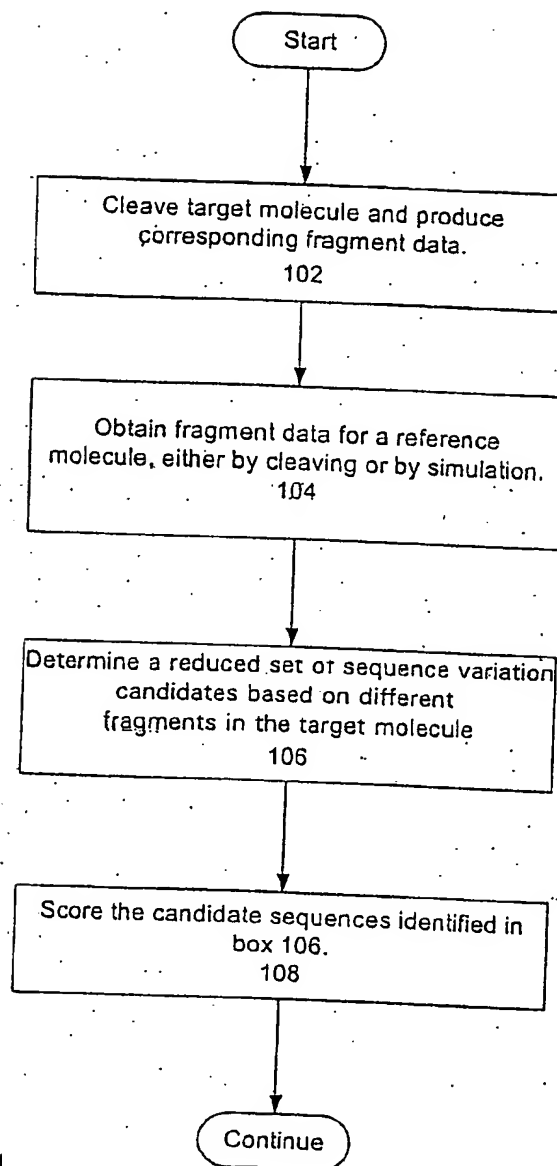 Start
Cleave target molecule and produce
corresponding fragment data.
102
Obtain fragment data for a reference
molecule, either by cleaving or by simulation.
104
Determine a reduced set of sequence variation
candidates based on different
fragments in the target molecule
106
Score the candidate sequences identified in
box 106.
108
Continue